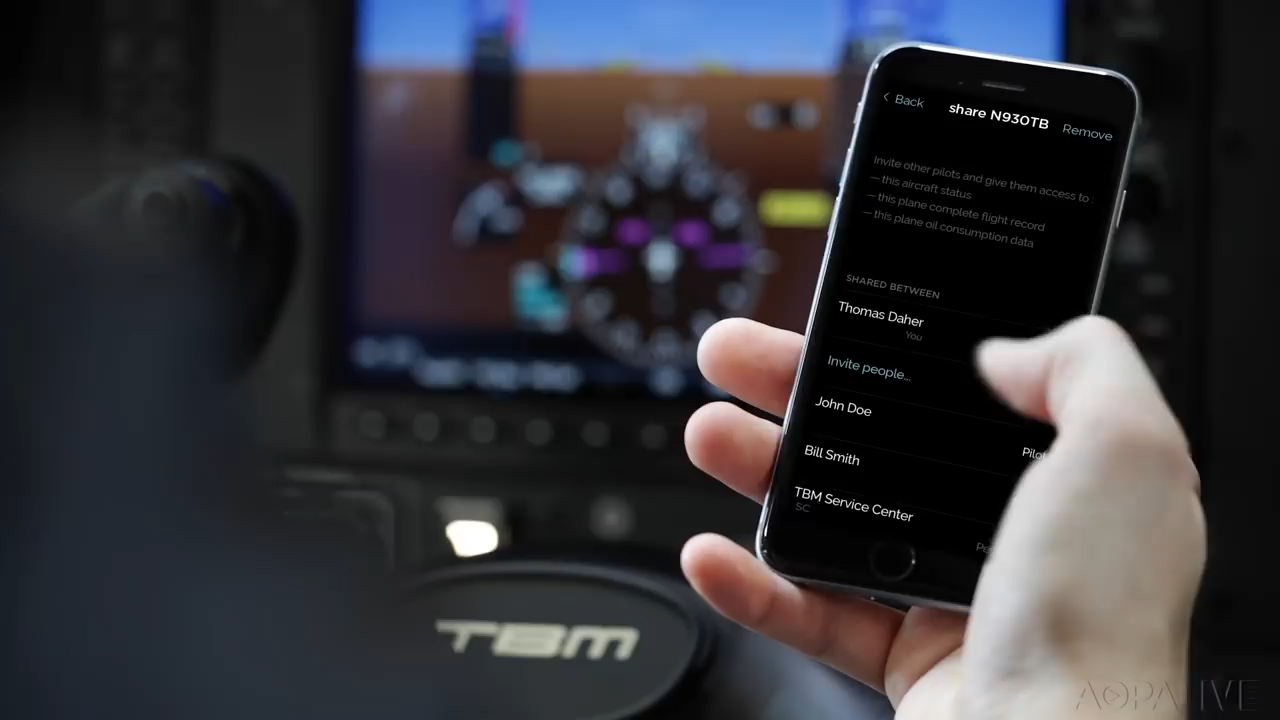 Back
share N930TB
Remove
Invite other pilots and give them access to :
— this aircraft status
— this plane complete flight record
— this plane oil consumption data
SHARED BETWEEN
Thomas Daher
You
Invite people...
John Doe
Bill Smith
TBM Service Center
SC
TBM
AOPA LIVE